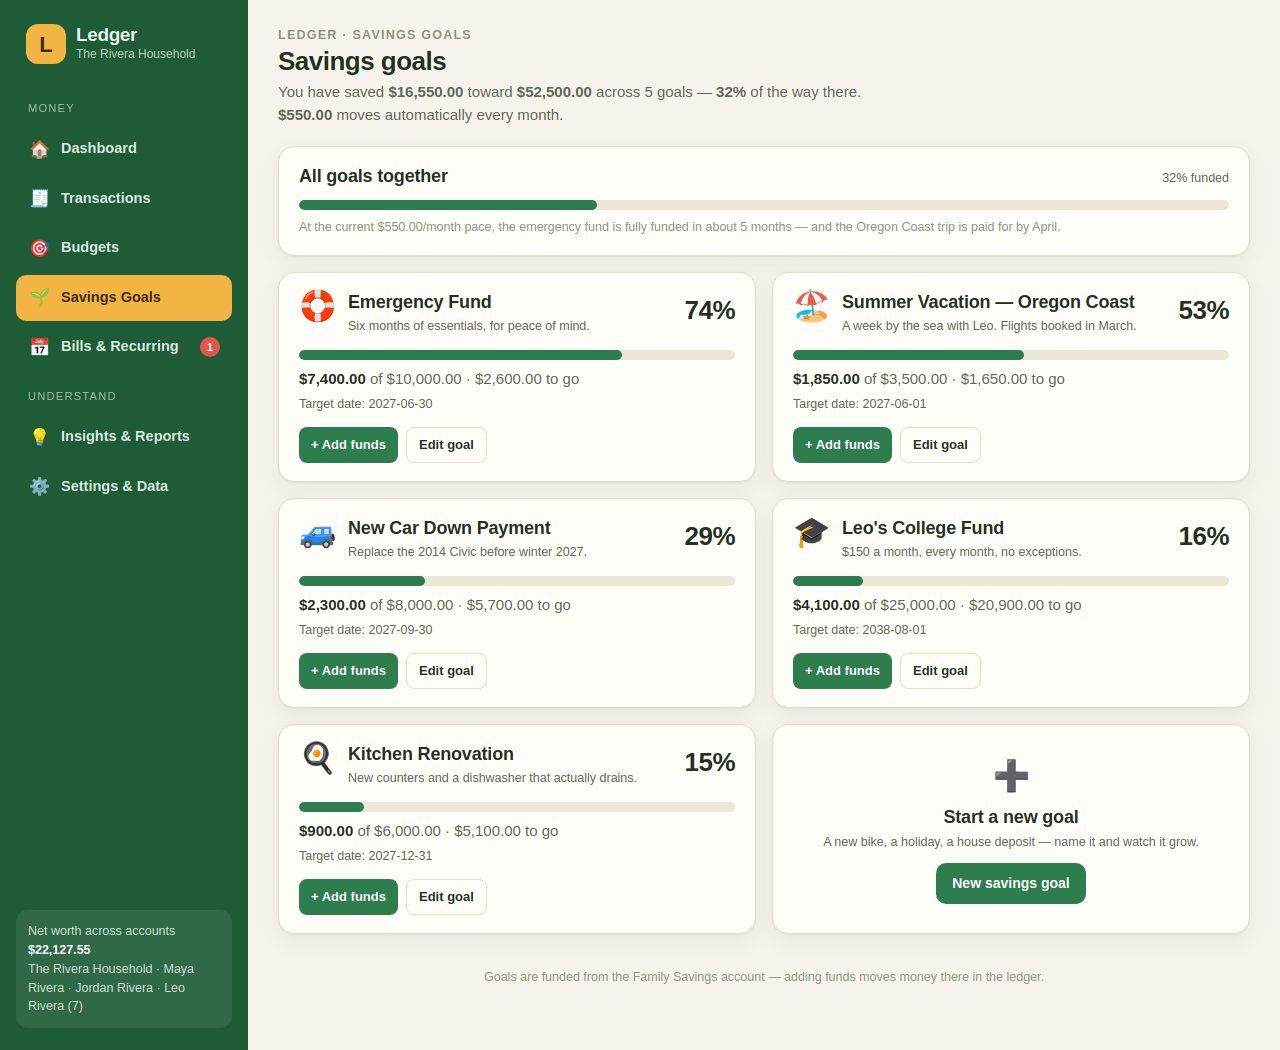 L
Ledger
The Rivera Household
MONEY
Dashboard
Transactions
Budgets
Savings Goals
Bills & Recurring 1
UNDERSTAND
Insights & Reports
Settings & Data
Net worth across accounts
$22,127.55
The Rivera Household · Maya
Rivera · Jordan Rivera · Leo
Rivera (7)
LEDGER · SAVINGS GOALS
Savings goals
You have saved $16,550.00 toward $52,500.00 across 5 goals — 32% of the way there.
$550.00 moves automatically every month.
All goals together
32% funded
At the current $550.00/month pace, the emergency fund is fully funded in about 5 months — and the Oregon Coast trip is paid for by April.
Emergency Fund
Six months of essentials, for peace of mind.
74%
$7,400.00 of $10,000.00 · $2,600.00 to go
Target date: 2027-06-30
+ Add funds
Edit goal
Summer Vacation — Oregon Coast
A week by the sea with Leo. Flights booked in March.
53%
$1,850.00 of $3,500.00 · $1,650.00 to go
Target date: 2027-06-01
+ Add funds
Edit goal
New Car Down Payment
Replace the 2014 Civic before winter 2027.
29%
$2,300.00 of $8,000.00 · $5,700.00 to go
Target date: 2027-09-30
+ Add funds
Edit goal
Leo's College Fund
$150 a month, every month, no exceptions.
16%
$4,100.00 of $25,000.00 · $20,900.00 to go
Target date: 2038-08-01
+ Add funds
Edit goal
Kitchen Renovation
New counters and a dishwasher that actually drains.
15%
$900.00 of $6,000.00 · $5,100.00 to go
Target date: 2027-12-31
+ Add funds
Edit goal
Start a new goal
A new bike, a holiday, a house deposit — name it and watch it grow.
New savings goal
Goals are funded from the Family Savings account — adding funds moves money there in the ledger.